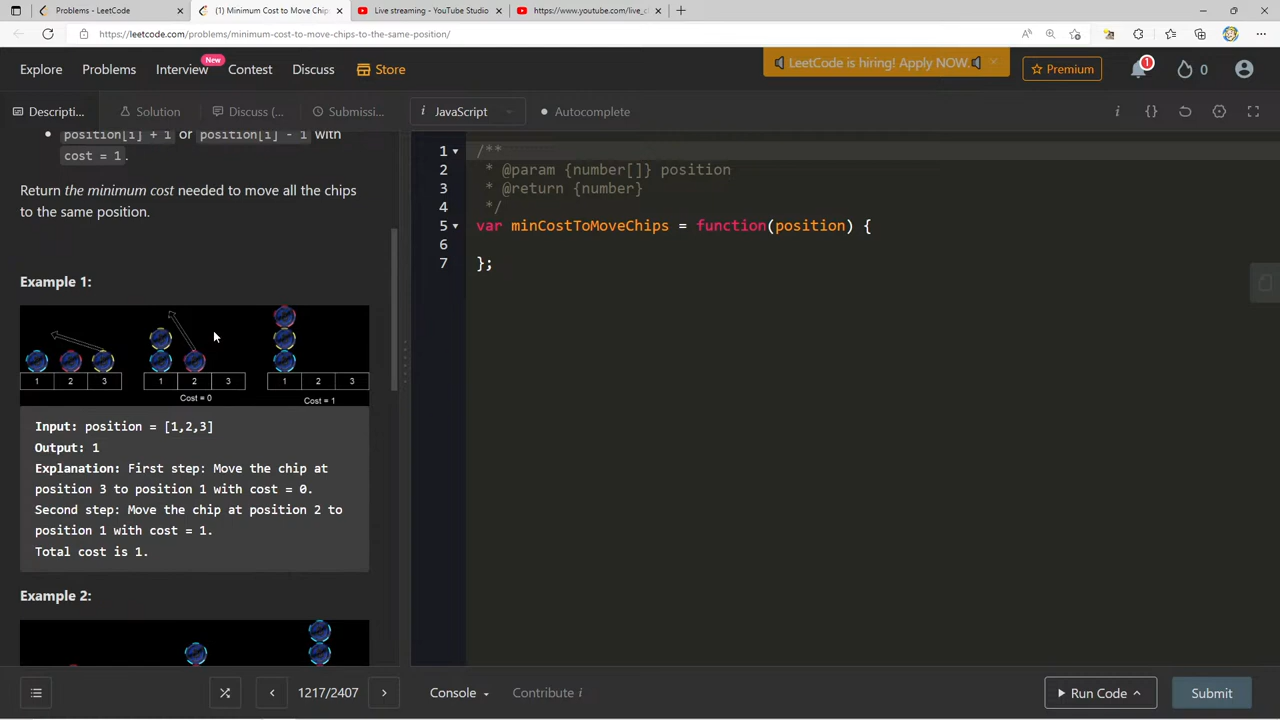 Problems - LeetCode
(1) Minimum Cost to Move Chip
Live streaming - YouTube Studio
https://www.youtube.com/live_c
https://leetcode.com/problems/minimum-cost-to-move-chips-to-the-same-position/
Explore
Problems
Interview
New
Contest
Discuss
Store
LeetCode is hiring! Apply NOW.
Premium
1
0
Descripti...
Solution
Discuss (...
Submissi...
i JavaScript
Autocomplete
position[i] + 1 or position[i] - 1 with
cost = 1.
Return the minimum cost needed to move all the chips
to the same position.
Example 1:
1 2 3
1 2 3
1 2 3
Cost = 0
Cost = 1
Input: position = [1,2,3]
Output: 1
Explanation: First step: Move the chip at
position 3 to position 1 with cost = 0.
Second step: Move the chip at position 2 to
position 1 with cost = 1.
Total cost is 1.
Example 2:
1 /**
2 * @param {number[]} position
3 * @return {number}
4 */
5 var minCostToMoveChips = function(position) {
6
7 };
1217/2407
Console
Contribute i
Run Code
Submit